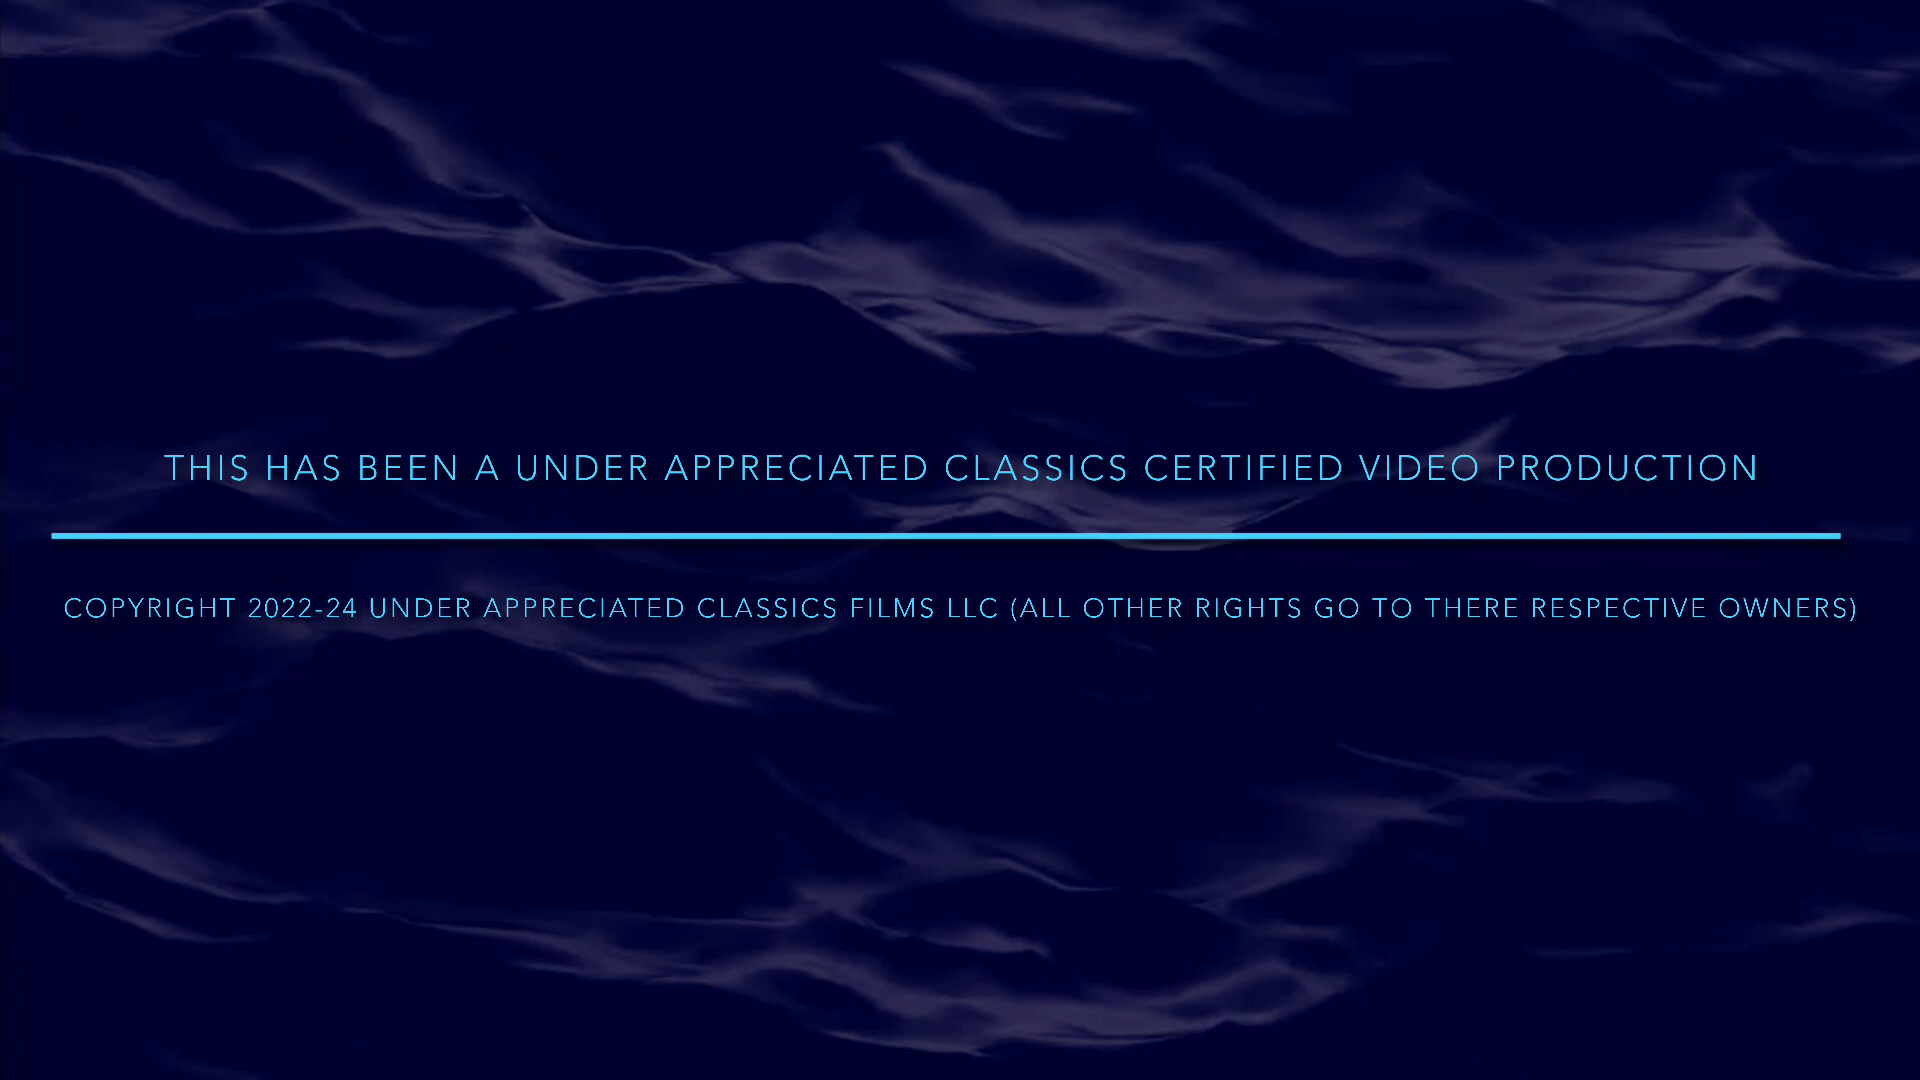 THIS HAS BEEN A UNDER APPRECIATED CLASSICS CERTIFIED VIDEO PRODUCTION
COPYRIGHT 2022-24 UNDER APPRECIATED CLASSICS FILMS LLC (ALL OTHER RIGHTS GO TO THERE RESPECTIVE OWNERS)